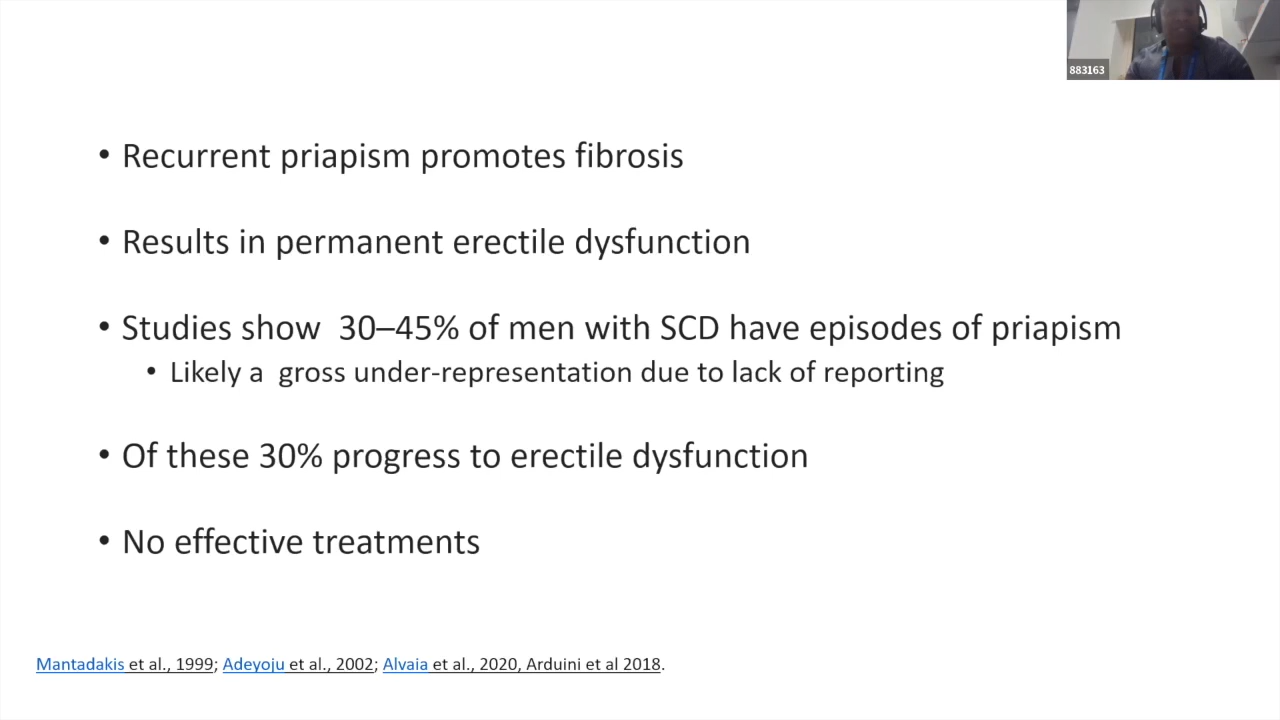 883163
• Recurrent priapism promotes fibrosis
• Results in permanent erectile dysfunction
• Studies show  30–45% of men with SCD have episodes of priapism
• Likely a  gross under-representation due to lack of reporting
• Of these 30% progress to erectile dysfunction
• No effective treatments
Mantadakis et al., 1999; Adeyoju et al., 2002; Alvaia et al., 2020, Arduini et al 2018.